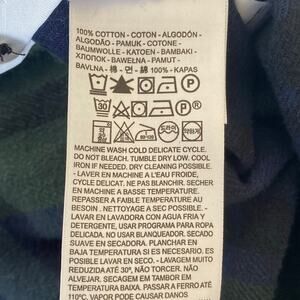 100% COTTON - COTON - ALGODÓN -
ALGODÃO - PAMUK - COTONE -
BAUMWOLLE - KATOEN - BAMBAKI -
ХЛОПОК - BAWEŁNA - PAMUT -
BAVLNA - 棉 - 면 - 綿 100% - KAPAS
P
30
P
MACHINE WASH COLD DELICATE CYCLE.
DO NOT BLEACH. TUMBLE DRY LOW. COOL
IRON IF NEEDED. DRY CLEANING POSSIBLE.
- LAVER EN MACHINE A L'EAU FROIDE,
CYCLE DELICAT. NE PAS BLANCHIR. SECHER
EN MACHINE A BASSE TEMPERATURE.
REPASSER A FAIBLE TEMPERATURE AU
BESOIN. NETTOYAGE A SEC POSSIBLE. -
LAVAR EN LAVADORA CON AGUA FRIA Y
DETERGENTE, USAR PROGRAMA PARA ROPA
DELICADA. NO USAR BLANQUEADOR. SECADO
SUAVE EN SECADORA. PLANCHAR EN
BAJA TEMPERATURA SI ES NECESARIO. ES
POSIBLE LAVAR EN SECO. - LAVAGEM MUITO
REDUZIDA ATÉ 30º, NÃO TORCER. NÃO
ALVEJAR. SECAGEM EM TAMBOR EM
TEMPERATURA BAIXA. PASSAR A FERRO ATÉ
110ºC. VAPOR PODE CAUSAR DANOS